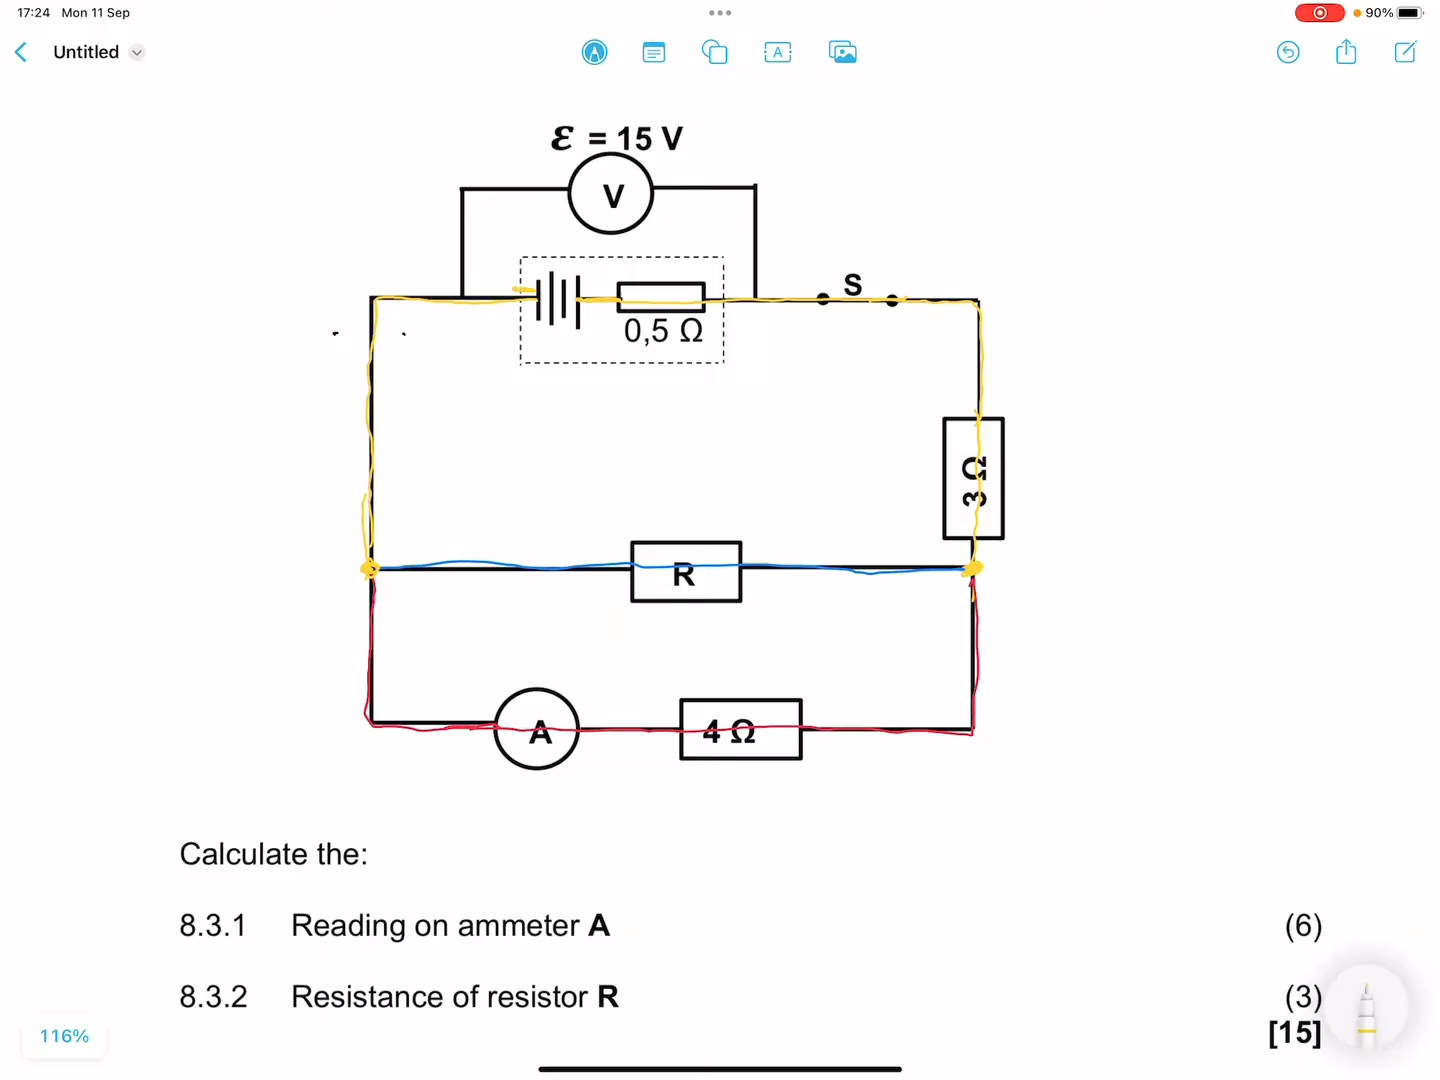 17:24 Mon 11 Sep
90%
Untitled
A
ℰ = 15 V
V
S
0,5 Ω
3 Ω
R
A
4 Ω
Calculate the:
8.3.1 Reading on ammeter A (6)
8.3.2 Resistance of resistor R (3)
[15]
116%